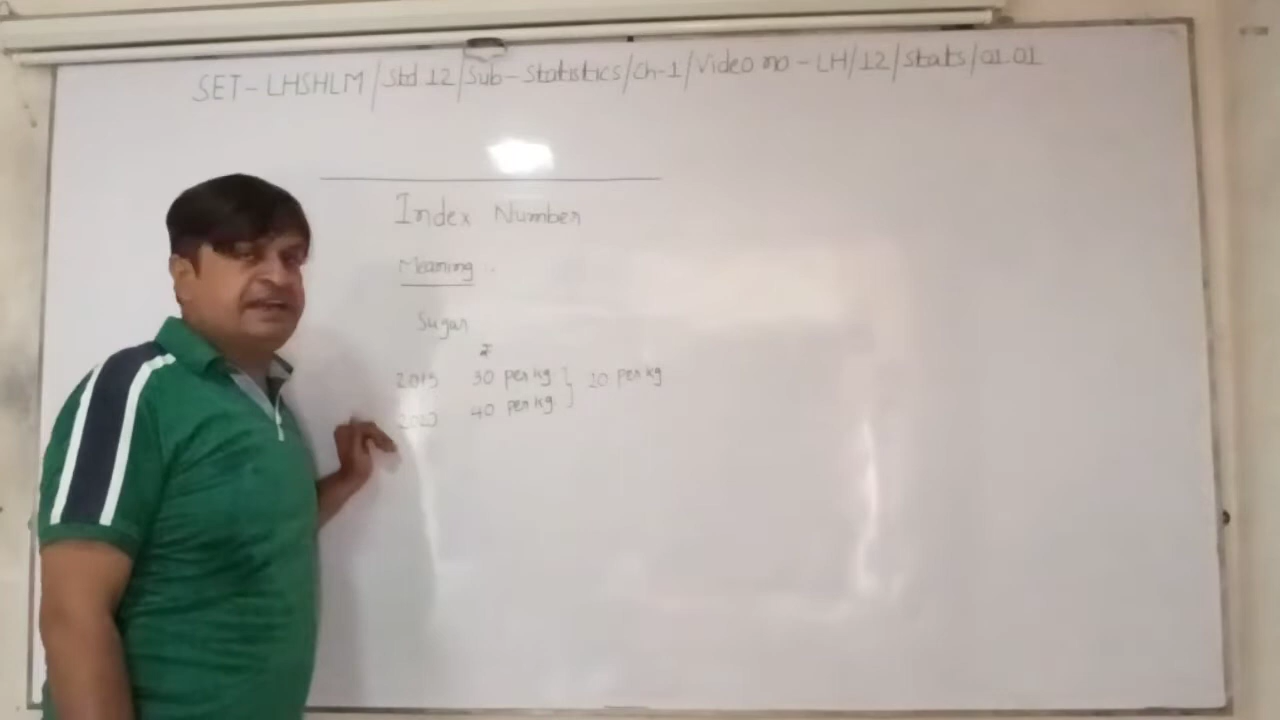 SET - LHSHLM / Std 12 / Sub - Statistics / Ch-1 / Video no - LH / 12 / Stats / 01.01
Index Number
Meaning
Sugar
₹
2015 30 per kg } 10 per kg
40 per kg